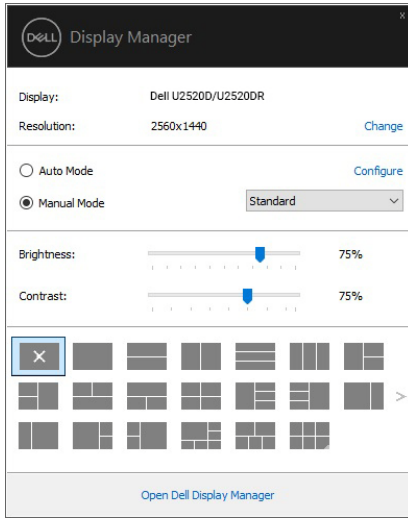 x
DELL Display Manager
Display: Dell U2520D/U2520DR
Resolution: 2560x1440 Change
Auto Mode Configure
Manual Mode Standard
Brightness: 75%
Contrast: 75%
Open Dell Display Manager